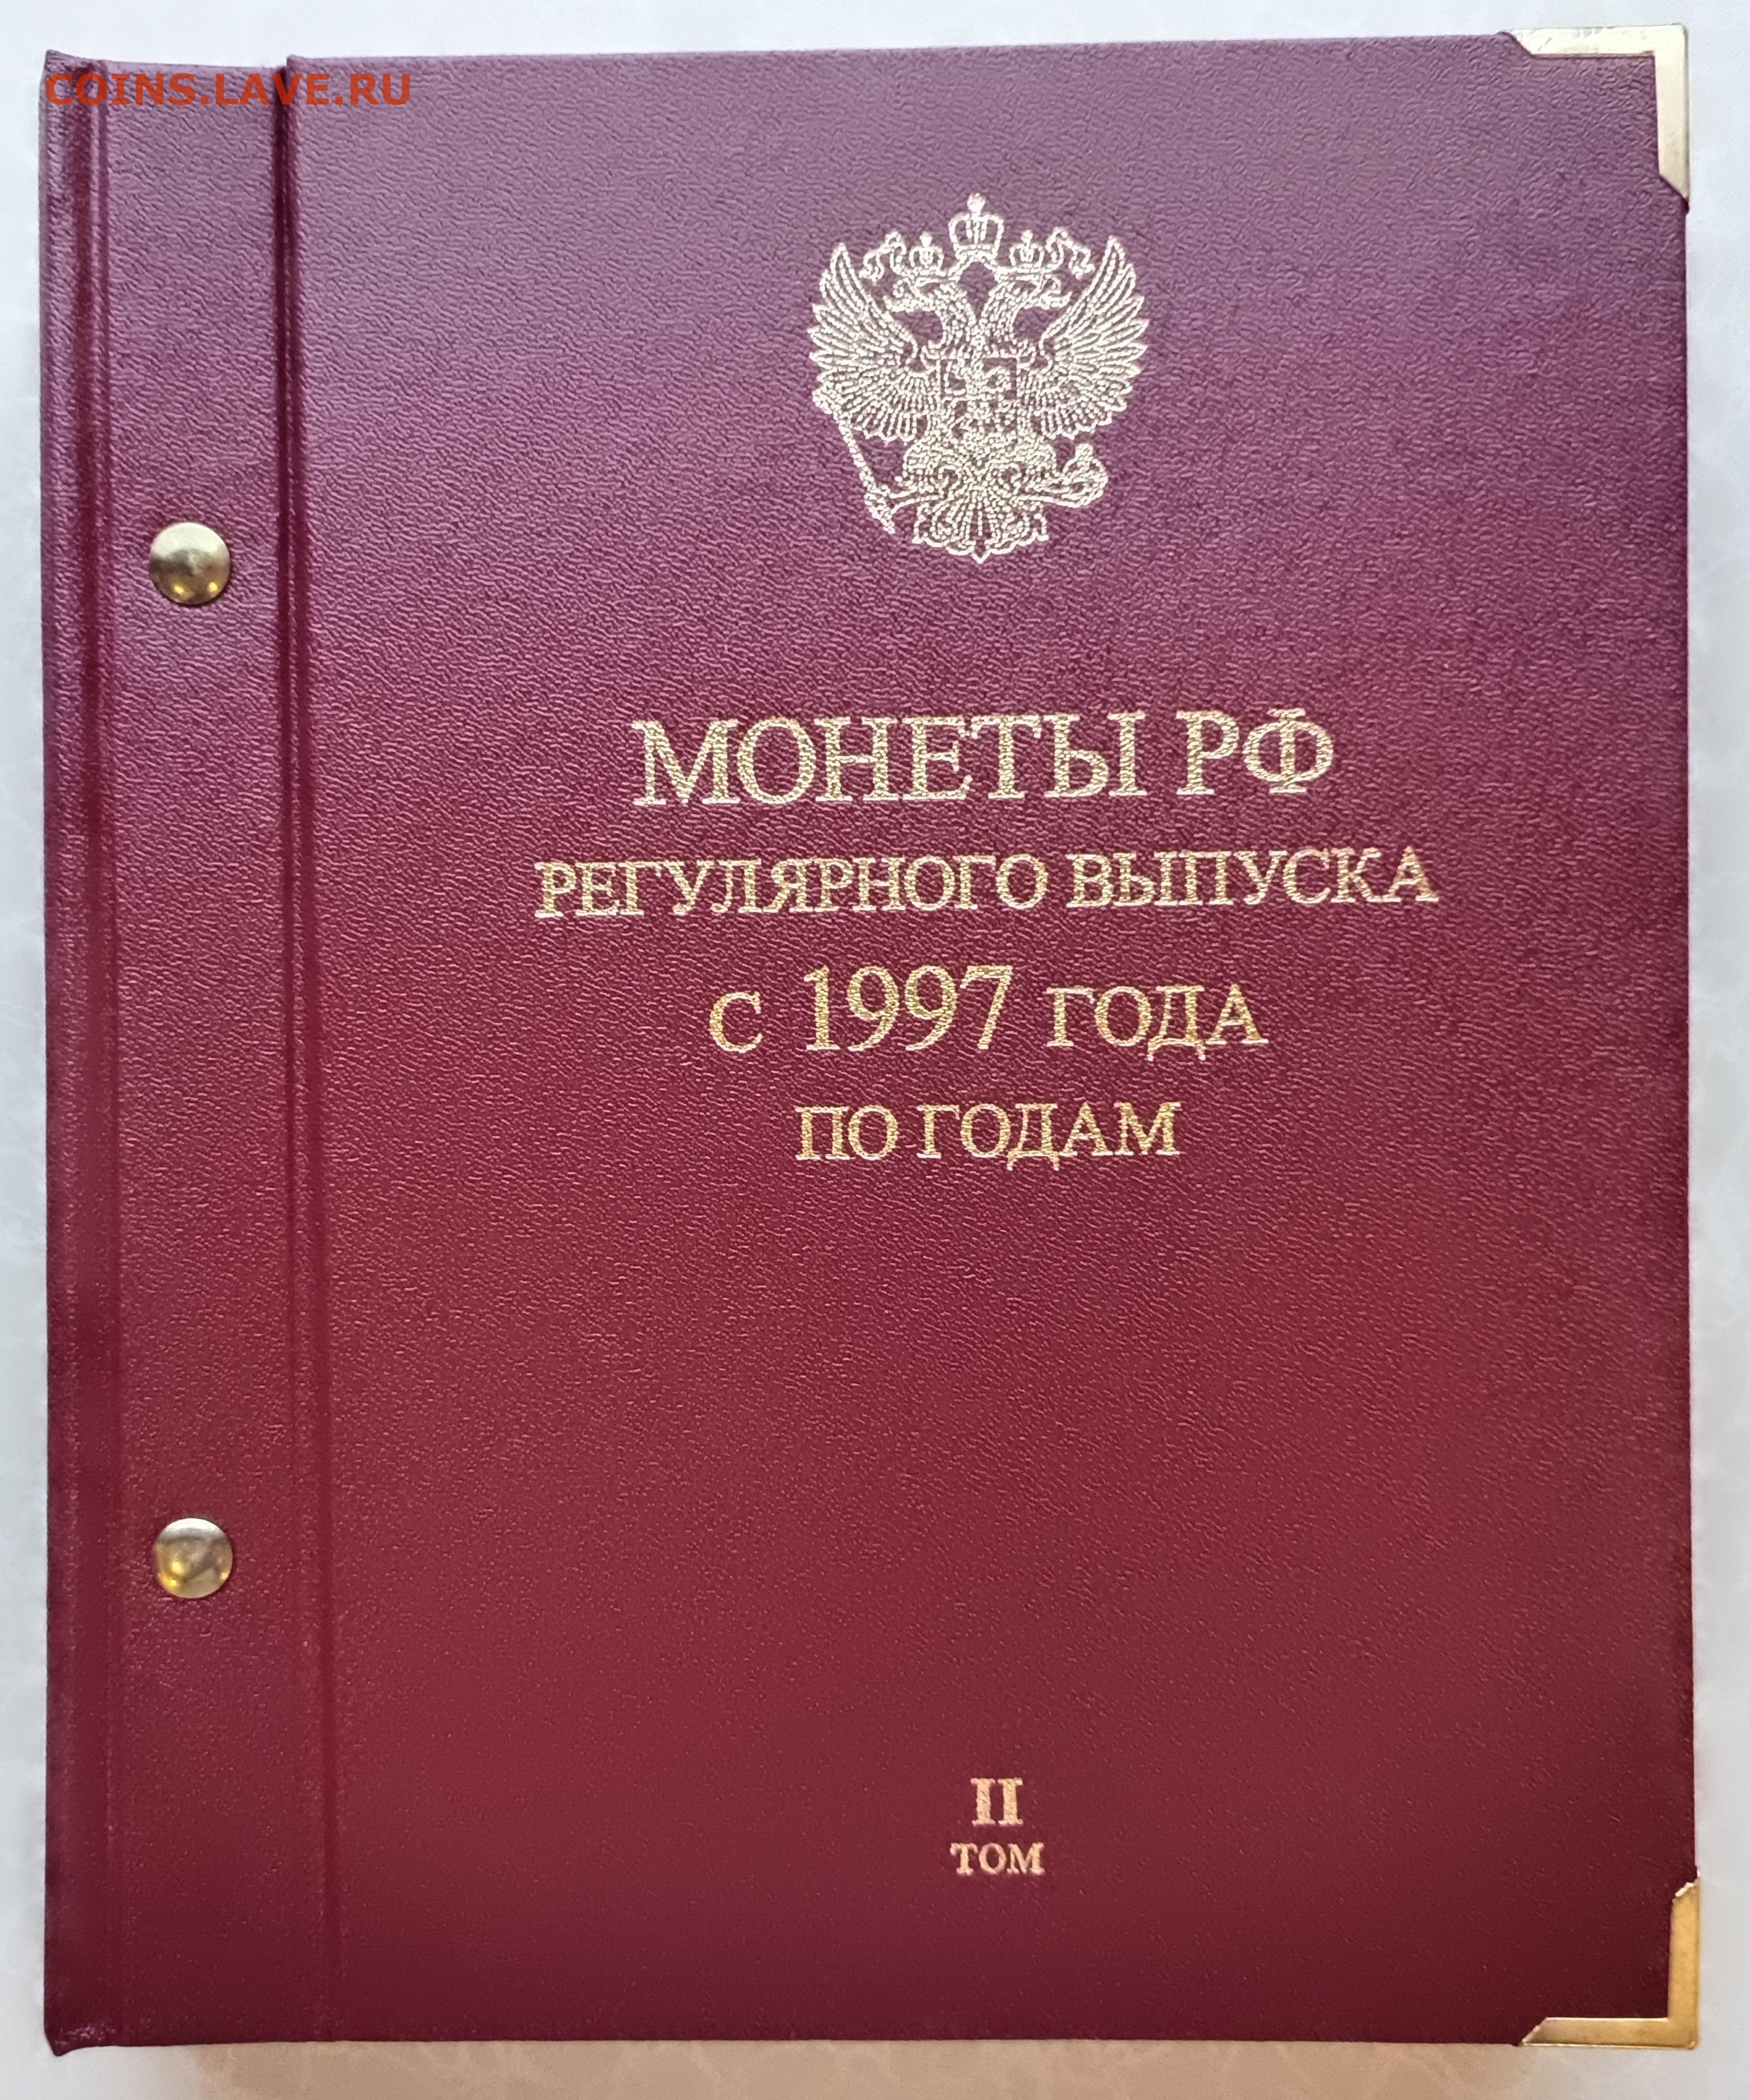 COINS.LAVE.RU
МОНЕТЫ РФ
РЕГУЛЯРНОГО ВЫПУСКА
С 1997 ГОДА
ПО ГОДАМ
II
ТОМ